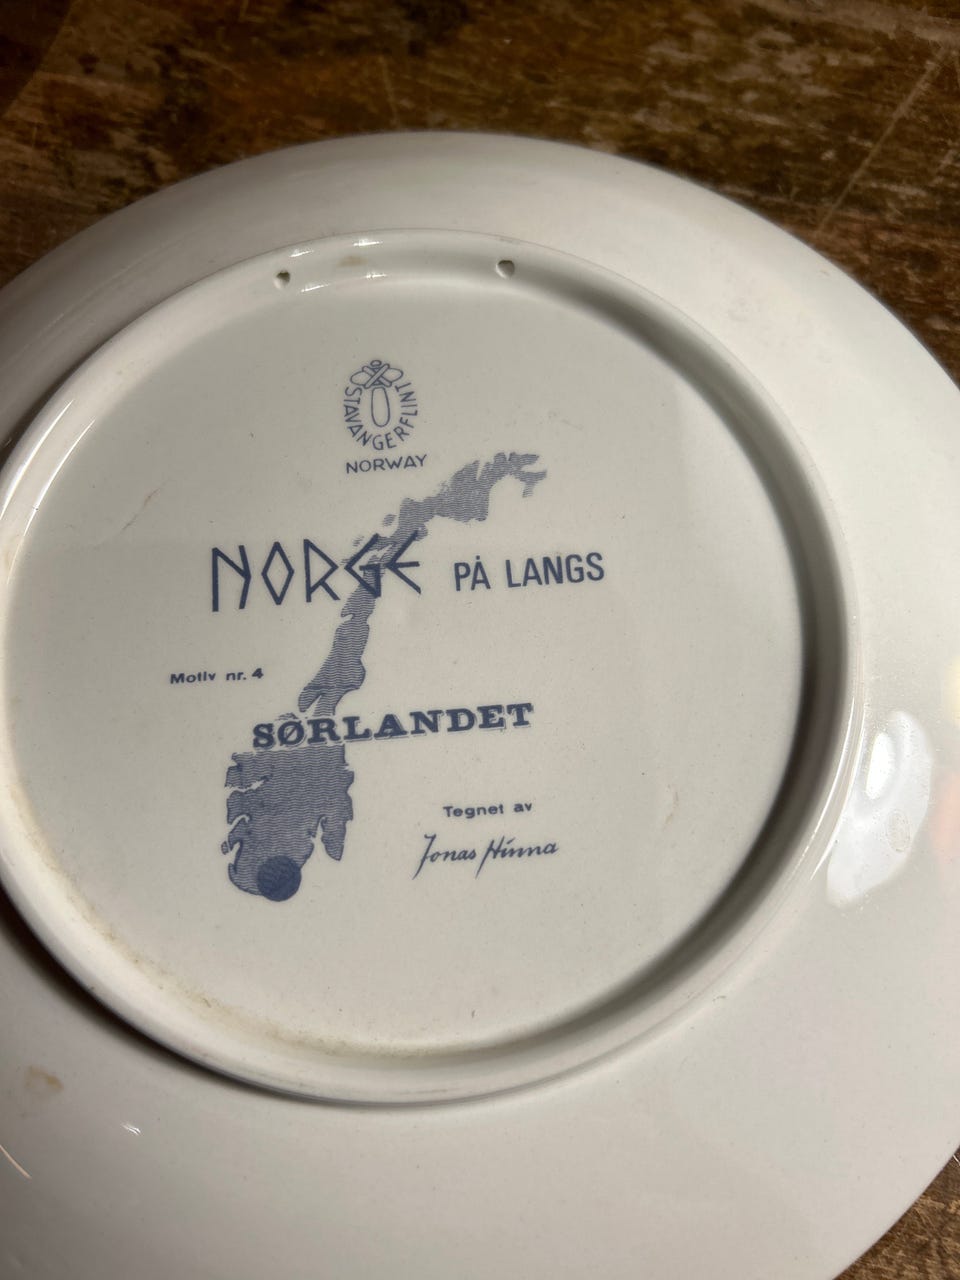 STAVANGERFLINT
NORWAY
NORGE PÅ LANGS
Motiv nr. 4
SØRLANDET
Tegnet av
Jonas Hinna